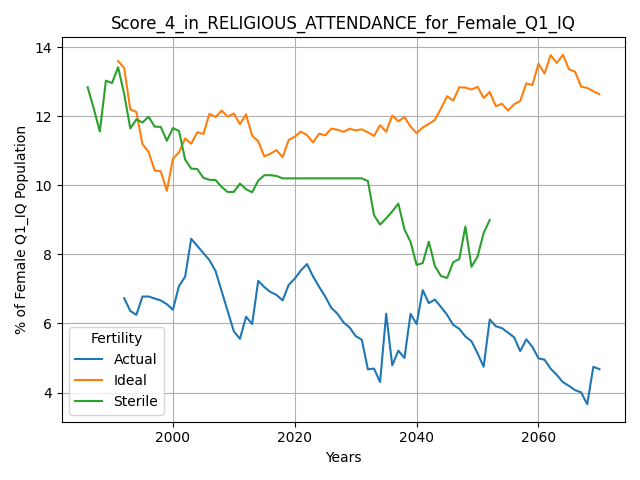 Score_4_in_RELIGIOUS_ATTENDANCE_for_Female_Q1_IQ
% of Female Q1_IQ Population
14
12
10
8
6
4
Fertility
Actual
Ideal
Sterile
2000
2020
2040
2060
Years